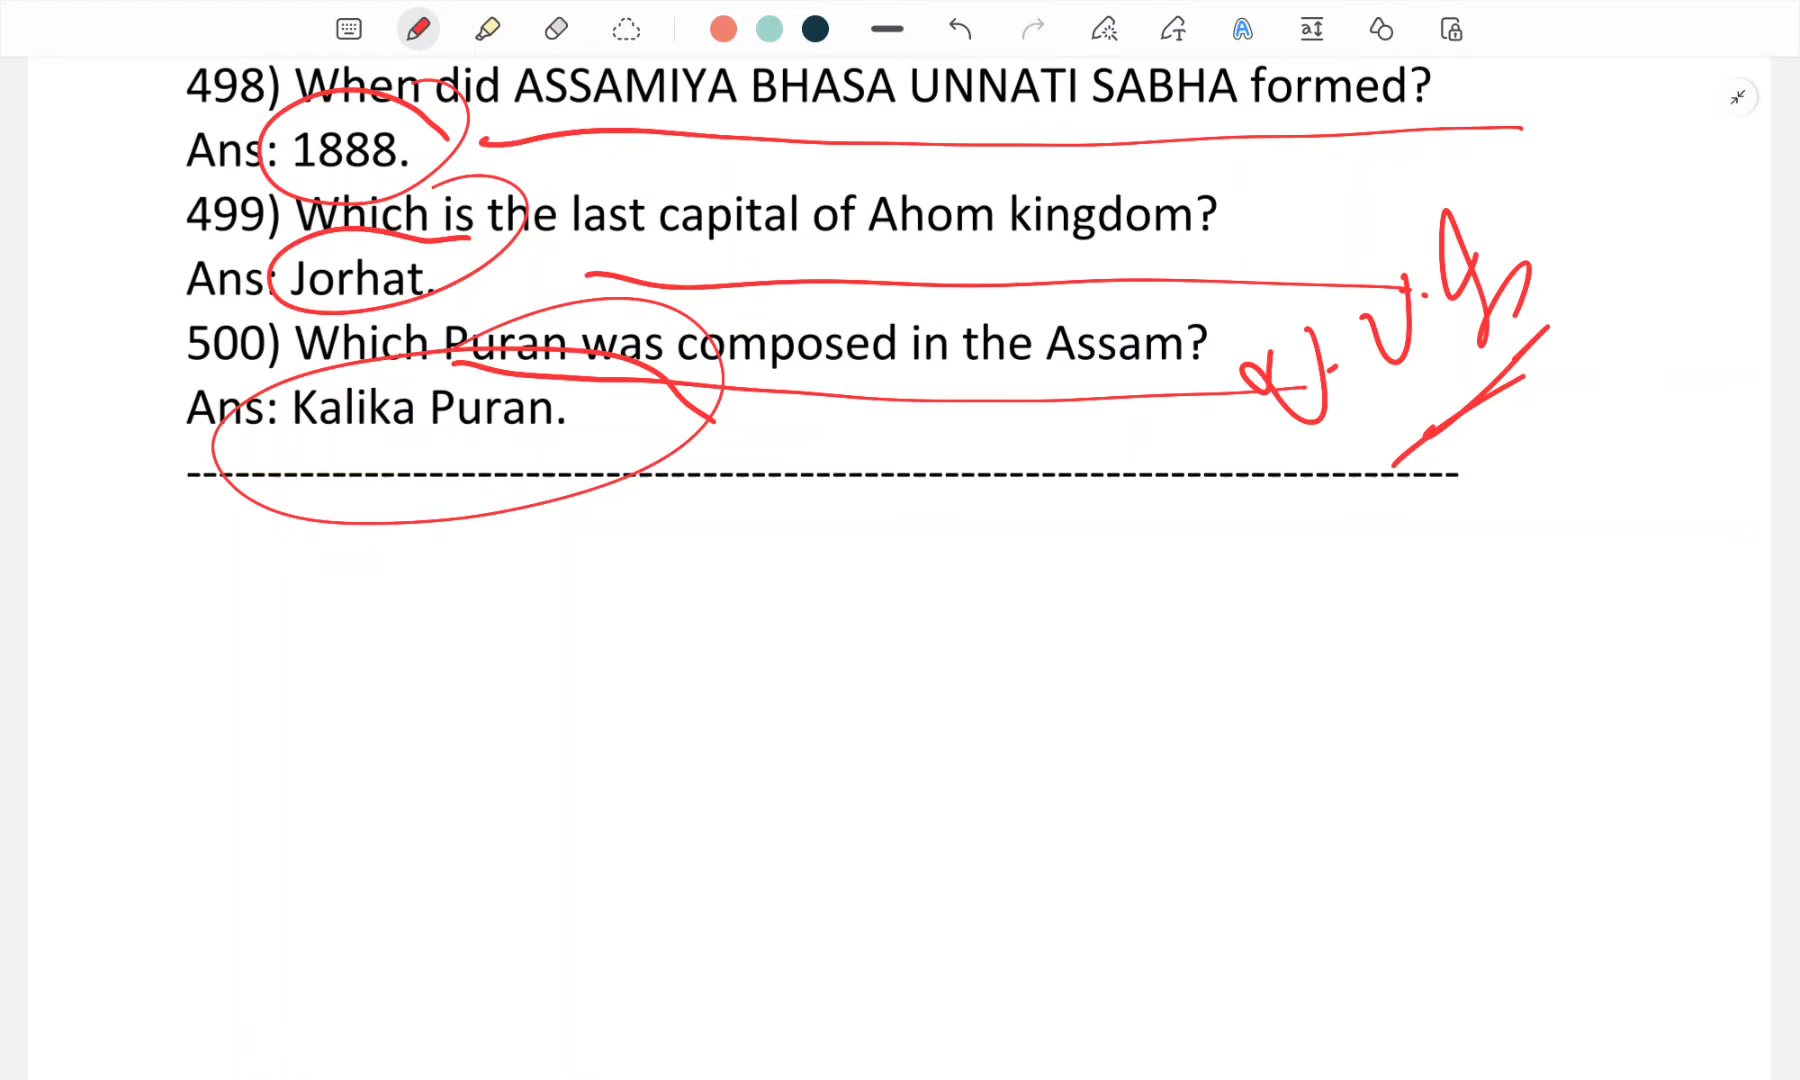 498) When did ASSAMIYA BHASA UNNATI SABHA formed?
Ans: 1888.
499) Which is the last capital of Ahom kingdom?
Ans: Jorhat.
500) Which Puran was composed in the Assam?
Ans: Kalika Puran.
--------------------------------------------------------------------------------